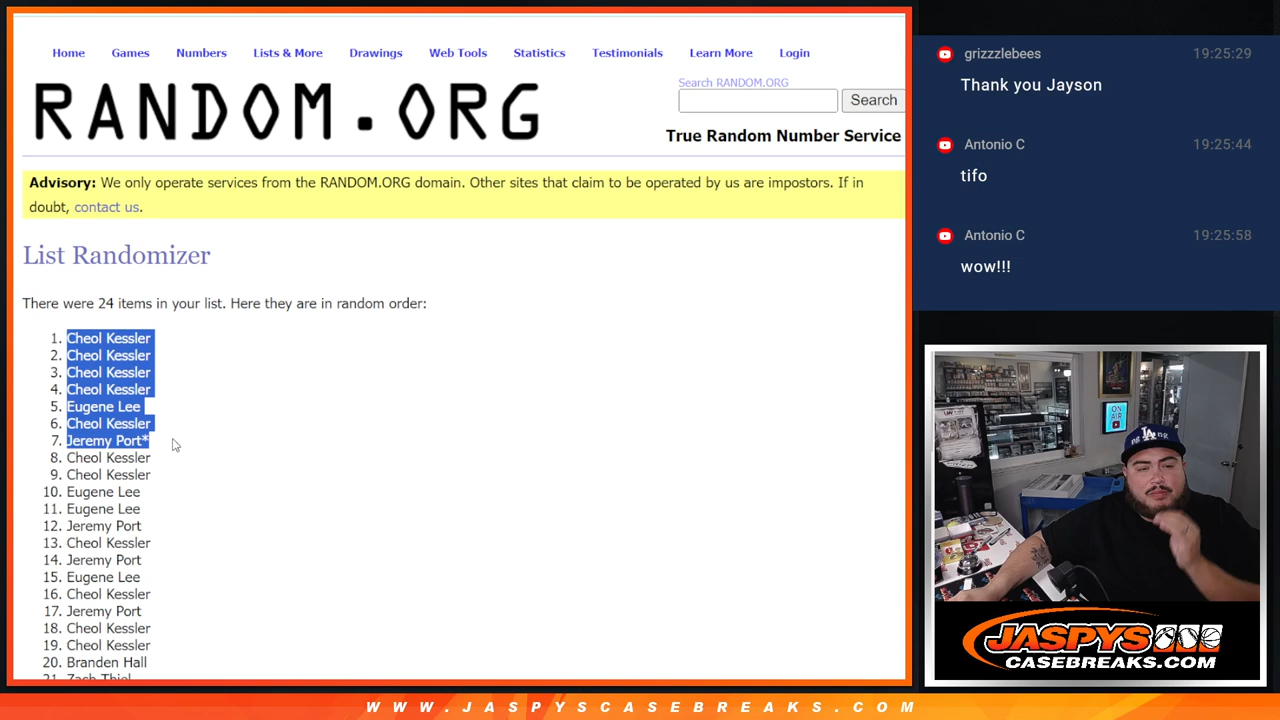 Home Games Numbers Lists & More Drawings Web Tools Statistics Testimonials Learn More Login
RANDOM.ORG
Search RANDOM.ORG
Search
True Random Number Service
Advisory: We only operate services from the RANDOM.ORG domain. Other sites that claim to be operated by us are impostors. If in
doubt, contact us.
List Randomizer
There were 24 items in your list. Here they are in random order:
1. Cheol Kessler
2. Cheol Kessler
3. Cheol Kessler
4. Cheol Kessler
5. Eugene Lee
6. Cheol Kessler
7. Jeremy Port*
8. Cheol Kessler
9. Cheol Kessler
10. Eugene Lee
11. Eugene Lee
12. Jeremy Port
13. Cheol Kessler
14. Jeremy Port
15. Eugene Lee
16. Cheol Kessler
17. Jeremy Port
18. Cheol Kessler
19. Cheol Kessler
20. Branden Hall
21. Zach Thiel
grizzzlebees 19:25:29
Thank you Jayson
Antonio C 19:25:44
tifo
Antonio C 19:25:58
wow!!!
ON
AIR
LA
JASPYS
CASEBREAKS.COM
WWW.JASPYSCASEBREAKS.COM